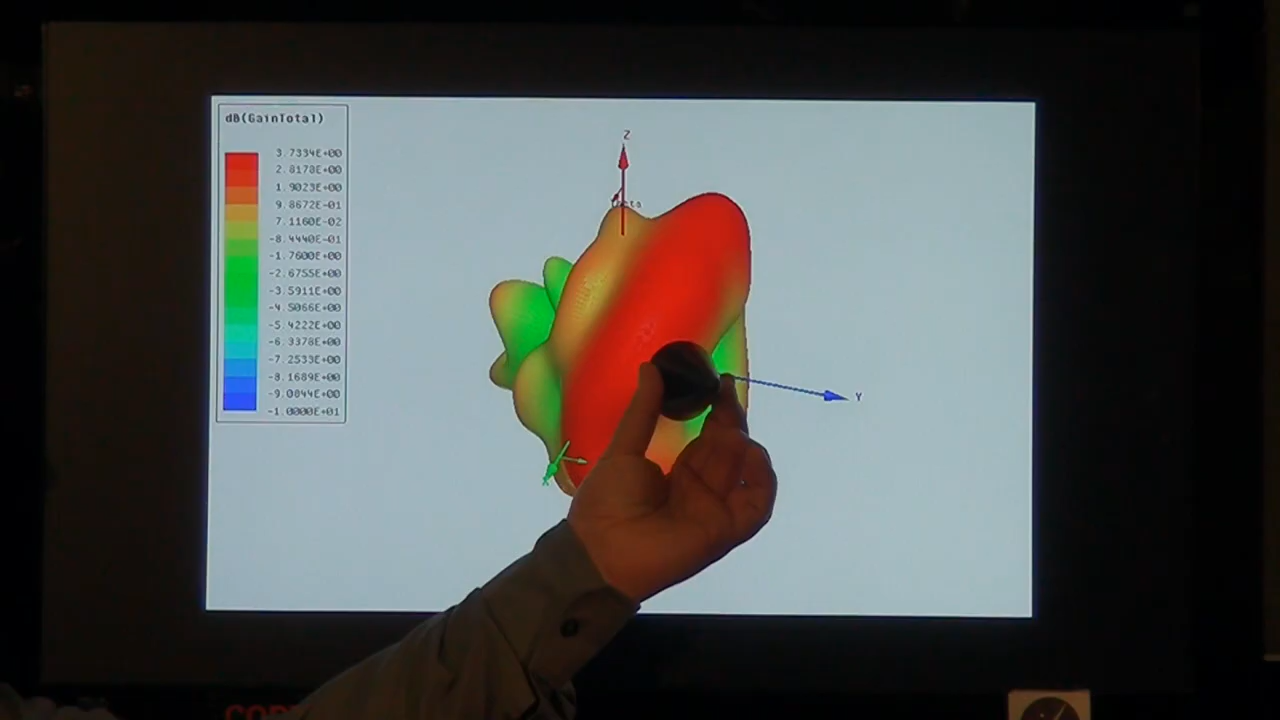 dB(GainTotal)
3.7334E+00
2.8178E+00
1.9023E+00
9.8672E-01
7.1160E-02
-8.4440E-01
-1.7600E+00
-2.6755E+00
-3.5911E+00
-4.5066E+00
-5.4222E+00
-6.3378E+00
-7.2533E+00
-8.1689E+00
-9.0844E+00
-1.0000E+01
Z
Y
X